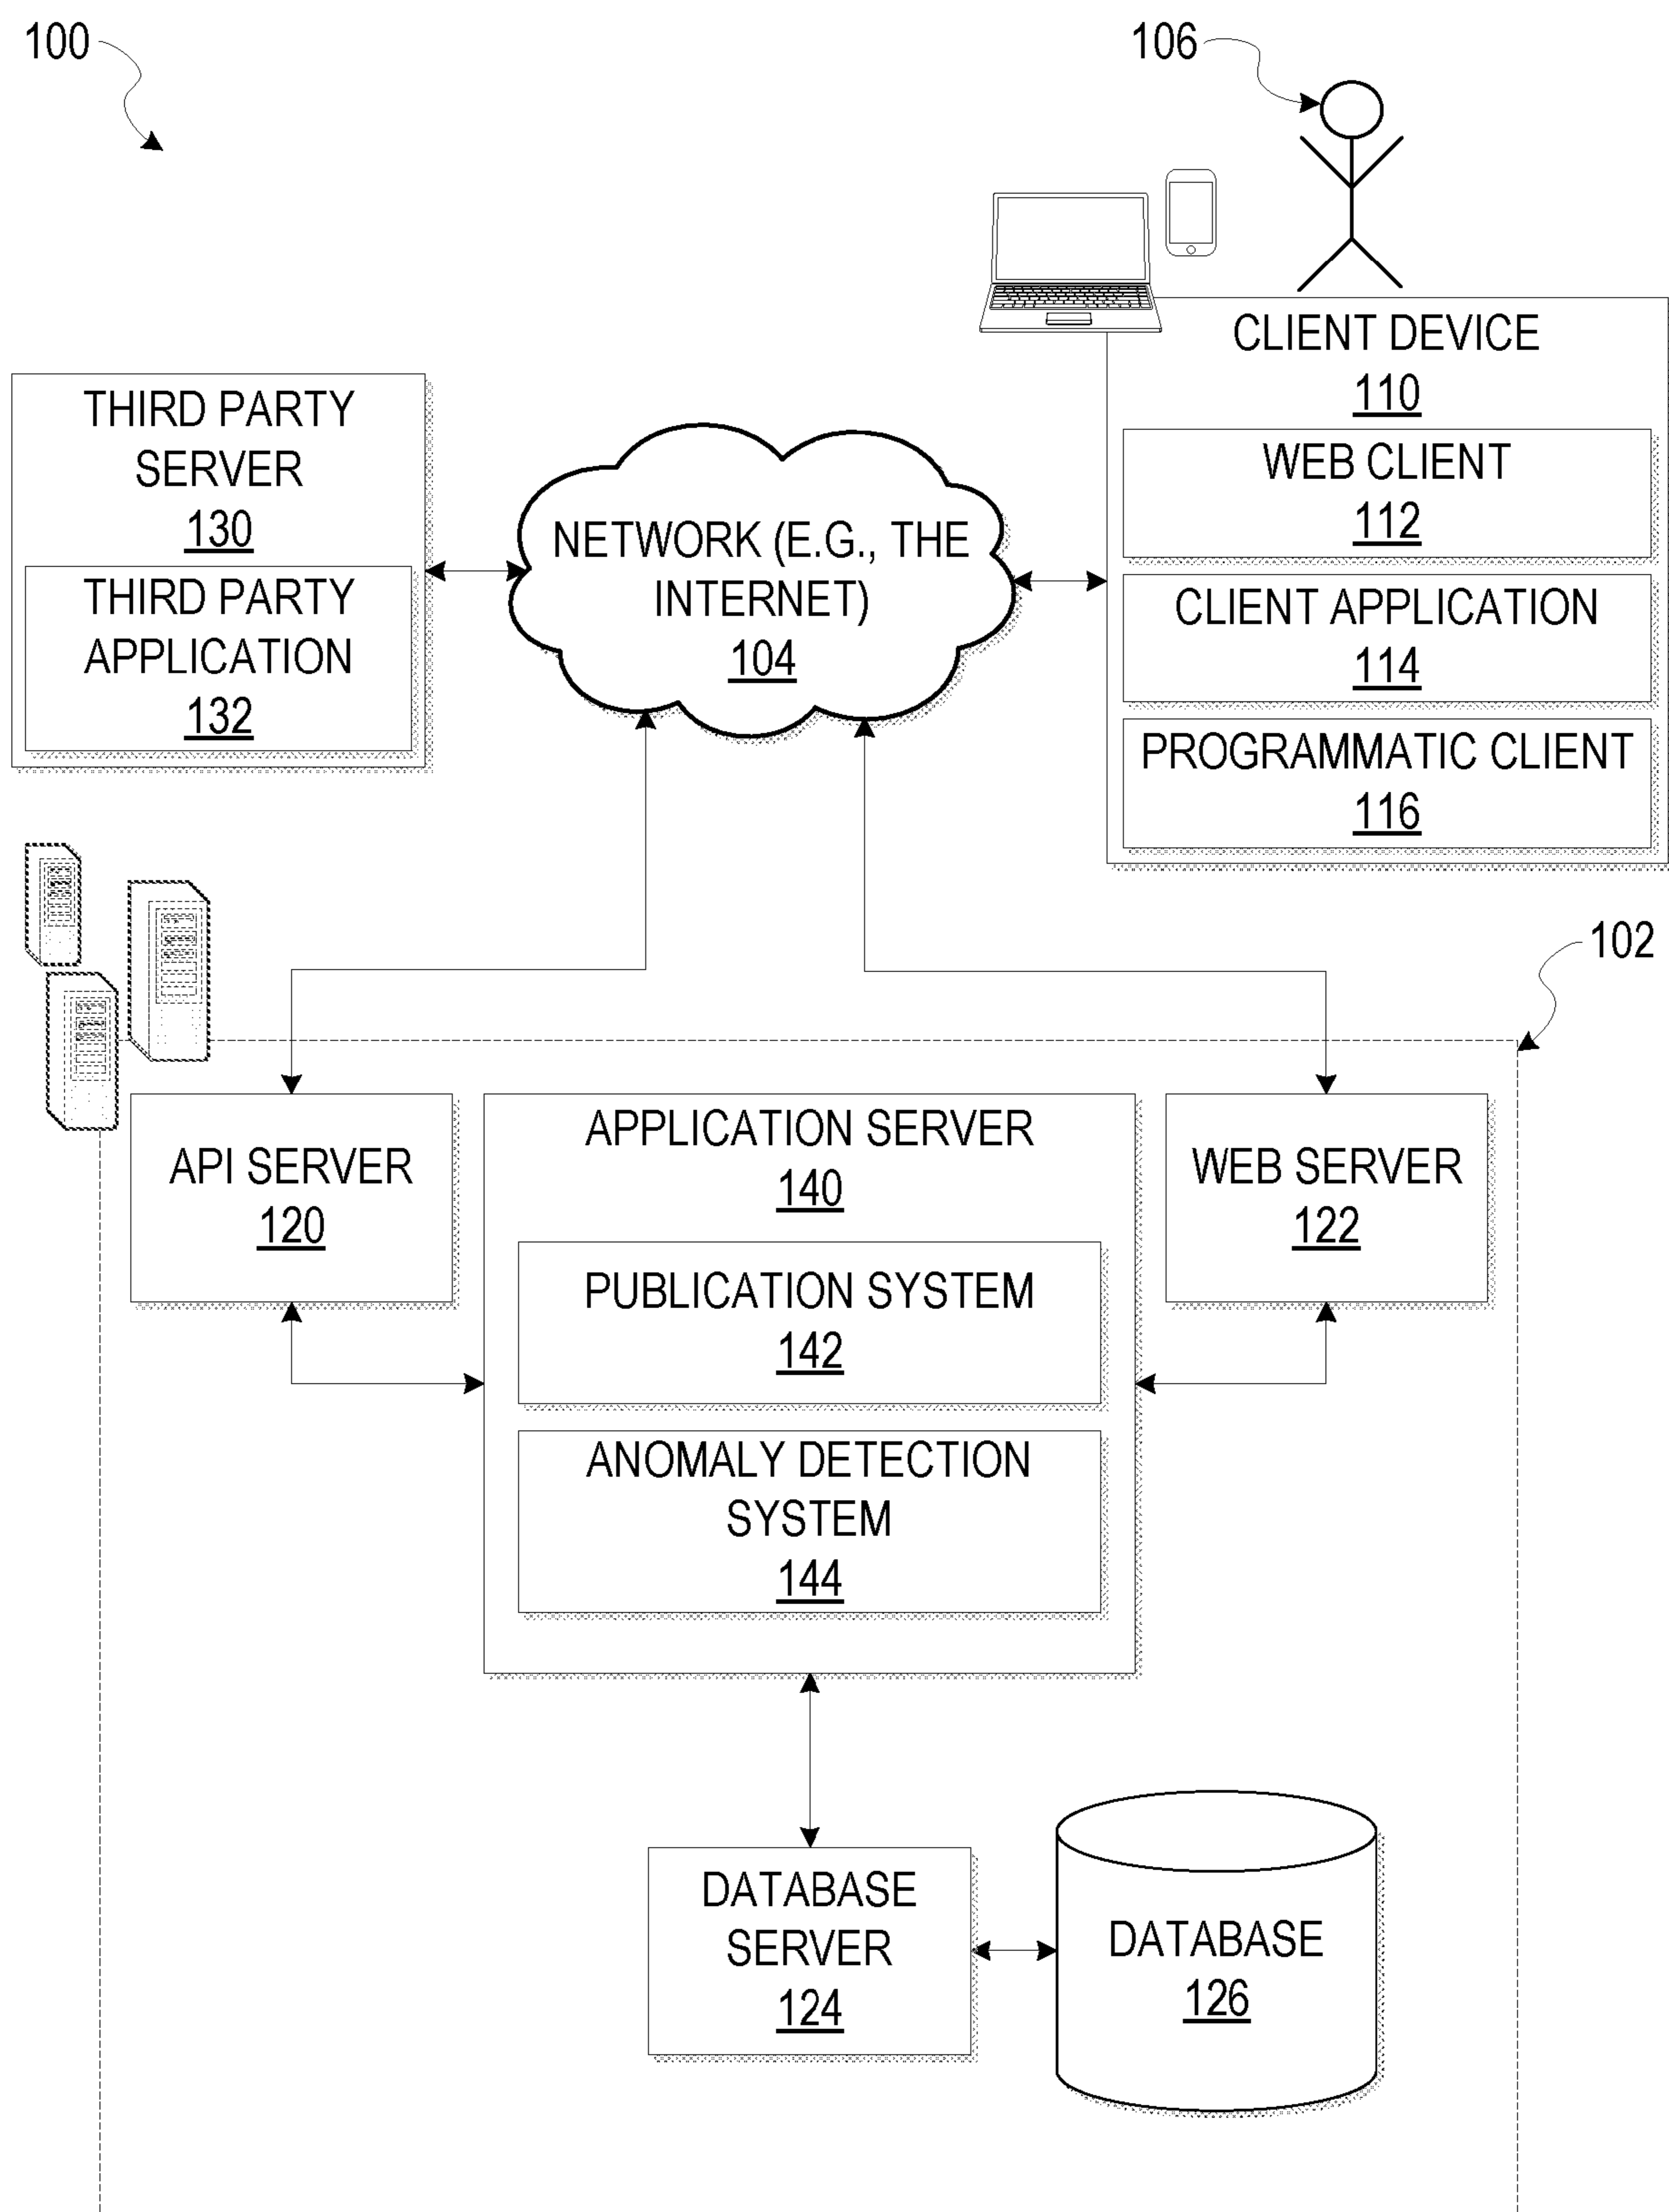 100
106
CLIENT DEVICE
110
WEB CLIENT
112
CLIENT APPLICATION
114
PROGRAMMATIC CLIENT
116
THIRD PARTY
SERVER
130
THIRD PARTY
APPLICATION
132
NETWORK (E.G., THE
INTERNET)
104
102
API SERVER
120
APPLICATION SERVER
140
PUBLICATION SYSTEM
142
ANOMALY DETECTION
SYSTEM
144
WEB SERVER
122
DATABASE
SERVER
124
DATABASE
126